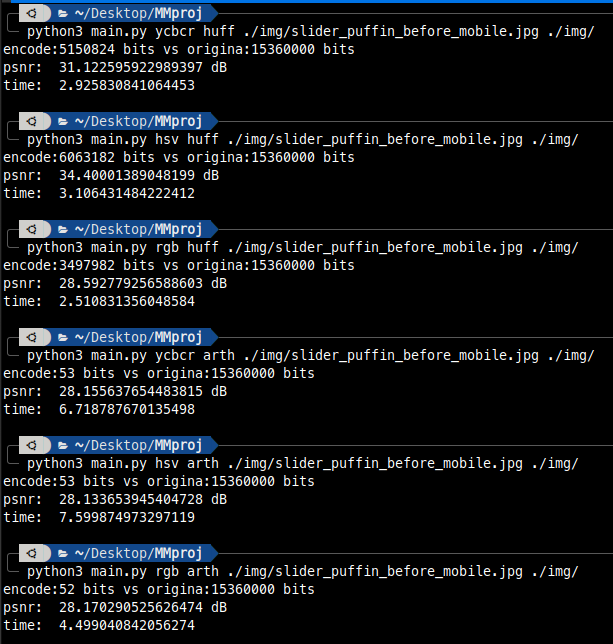 ~/Desktop/MMproj
python3 main.py ycbcr huff ./img/slider_puffin_before_mobile.jpg ./img/
encode:5150824 bits vs origina:15360000 bits
psnr:  31.122595922989397 dB
time:  2.925830841064453
~/Desktop/MMproj
python3 main.py hsv huff ./img/slider_puffin_before_mobile.jpg ./img/
encode:6063182 bits vs origina:15360000 bits
psnr:  34.40001389048199 dB
time:  3.106431484222412
~/Desktop/MMproj
python3 main.py rgb huff ./img/slider_puffin_before_mobile.jpg ./img/
encode:3497982 bits vs origina:15360000 bits
psnr:  28.592779256588603 dB
time:  2.510831356048584
~/Desktop/MMproj
python3 main.py ycbcr arth ./img/slider_puffin_before_mobile.jpg ./img/
encode:53 bits vs origina:15360000 bits
psnr:  28.155637654483815 dB
time:  6.718787670135498
~/Desktop/MMproj
python3 main.py hsv arth ./img/slider_puffin_before_mobile.jpg ./img/
encode:53 bits vs origina:15360000 bits
psnr:  28.133653945404728 dB
time:  7.599874973297119
~/Desktop/MMproj
python3 main.py rgb arth ./img/slider_puffin_before_mobile.jpg ./img/
encode:52 bits vs origina:15360000 bits
psnr:  28.170290525626474 dB
time:  4.499040842056274